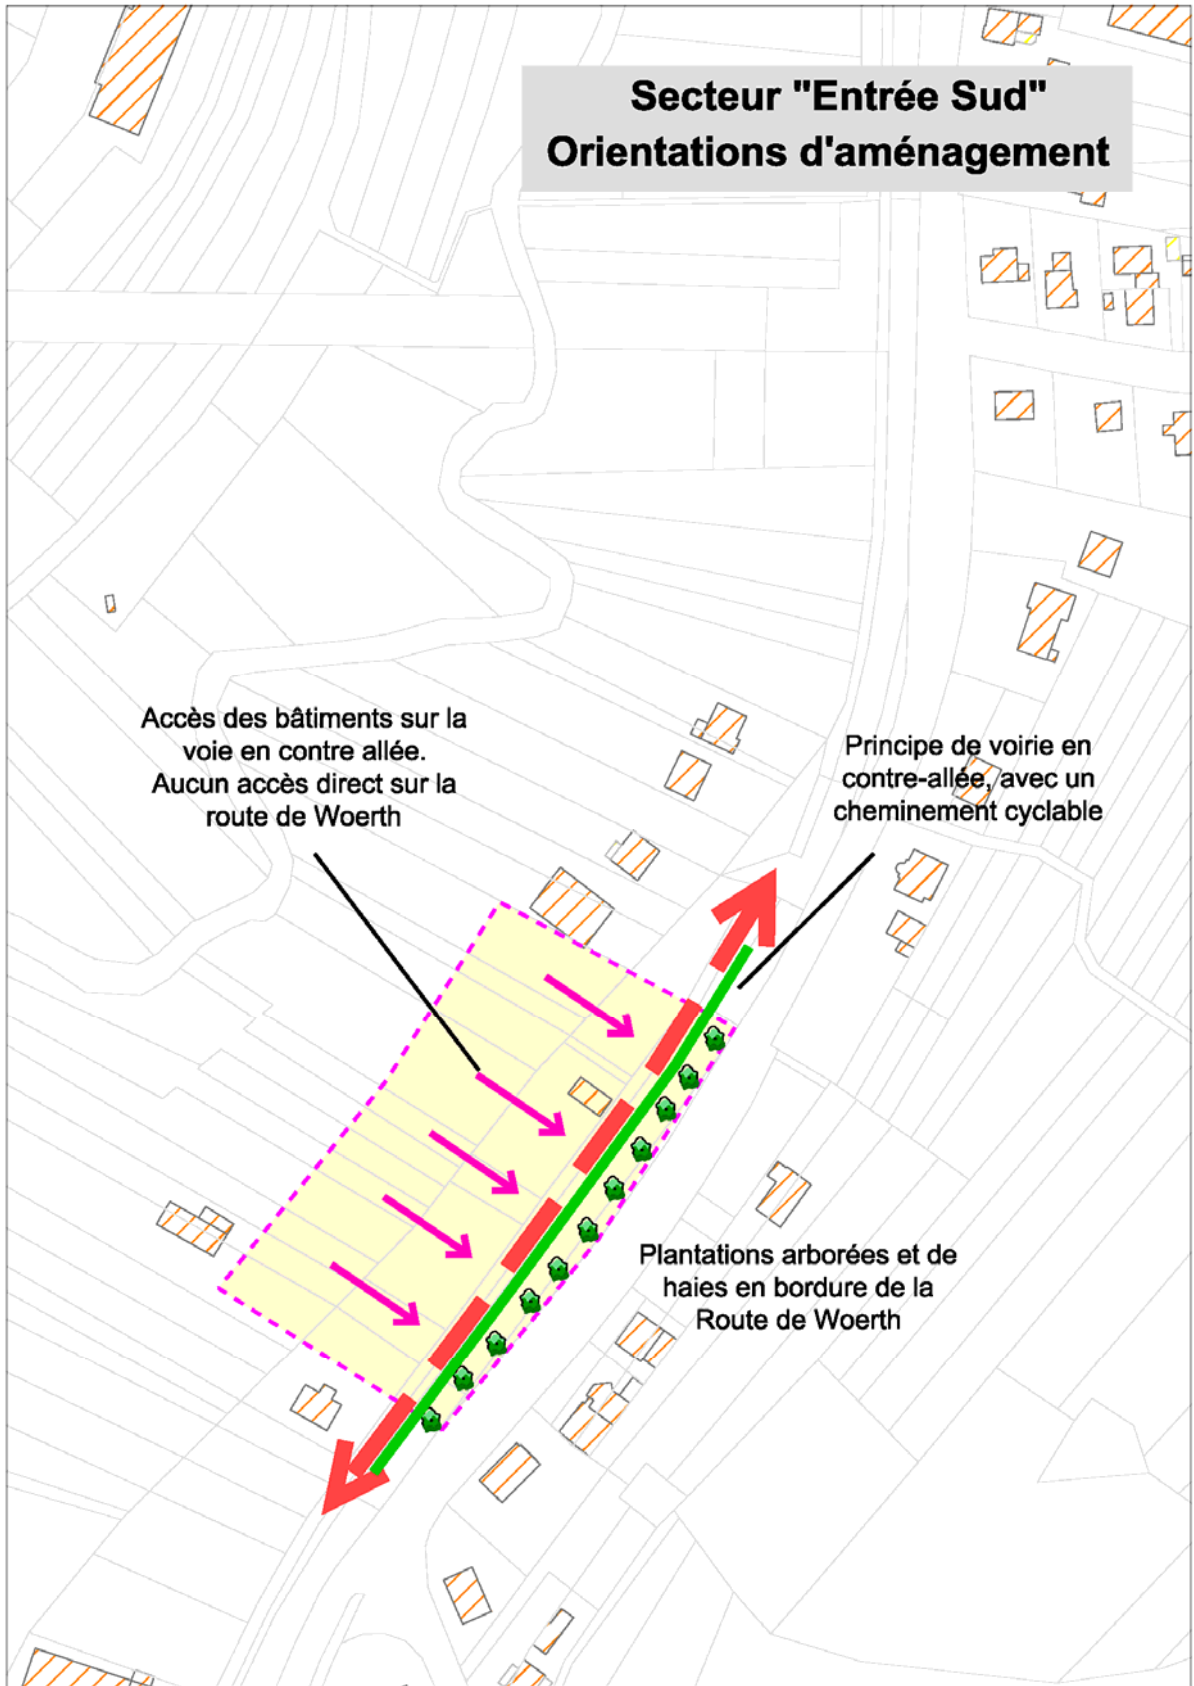 Secteur "Entrée Sud"
Orientations d'aménagement
Accès des bâtiments sur la
voie en contre allée.
Aucun accès direct sur la
route de Woerth
Principe de voirie en
contre-allée, avec un
cheminement cyclable
Plantations arborées et de
haies en bordure de la
Route de Woerth